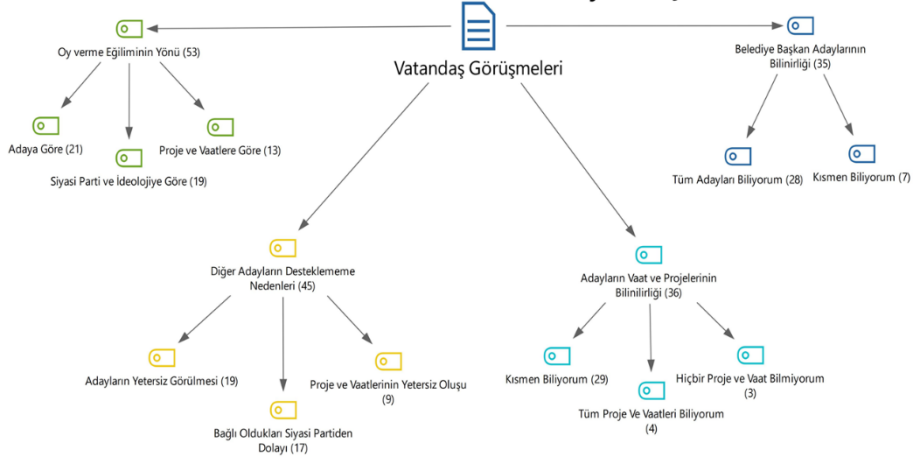 Vatandaş Görüşmeleri
Oy verme Eğiliminin Yönü (53)
Adaya Göre (21)
Siyasi Parti ve İdeolojiye Göre (19)
Proje ve Vaatlere Göre (13)
Belediye Başkan Adaylarının
Bilinirliği (35)
Tüm Adayları Biliyorum (28)
Kısmen Biliyorum (7)
Diğer Adayların Desteklememe
Nedenleri (45)
Adayların Yetersiz Görülmesi (19)
Bağlı Oldukları Siyasi Partiden
Dolayı (17)
Proje ve Vaatlerinin Yetersiz Oluşu
(9)
Adayların Vaat ve Projelerinin
Bilinilirliği (36)
Kısmen Biliyorum (29)
Tüm Proje Ve Vaatleri Biliyorum
(4)
Hiçbir Proje ve Vaat Bilmiyorum
(3)